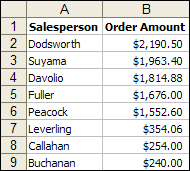 A B
1 Salesperson Order Amount
2 Dodsworth $2,190.50
3 Suyama $1,963.40
4 Davolio $1,814.88
5 Fuller $1,676.00
6 Peacock $1,552.60
7 Leverling $354.06
8 Callahan $254.00
9 Buchanan $240.00